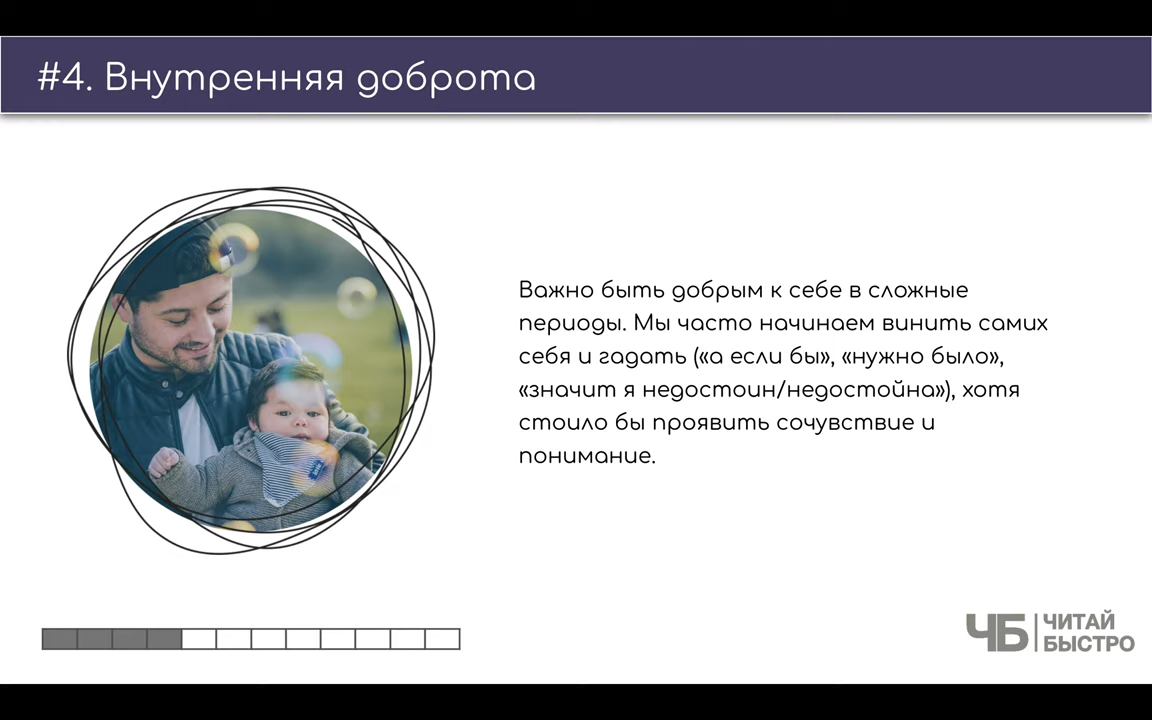 #4. Внутренняя доброта
Важно быть добрым к себе в сложные
периоды. Мы часто начинаем винить самих
себя и гадать («а если бы», «нужно было»,
«значит я недостоин/недостойна»), хотя
стоило бы проявить сочувствие и
понимание.
ЧБ ЧИТАЙ
БЫСТРО